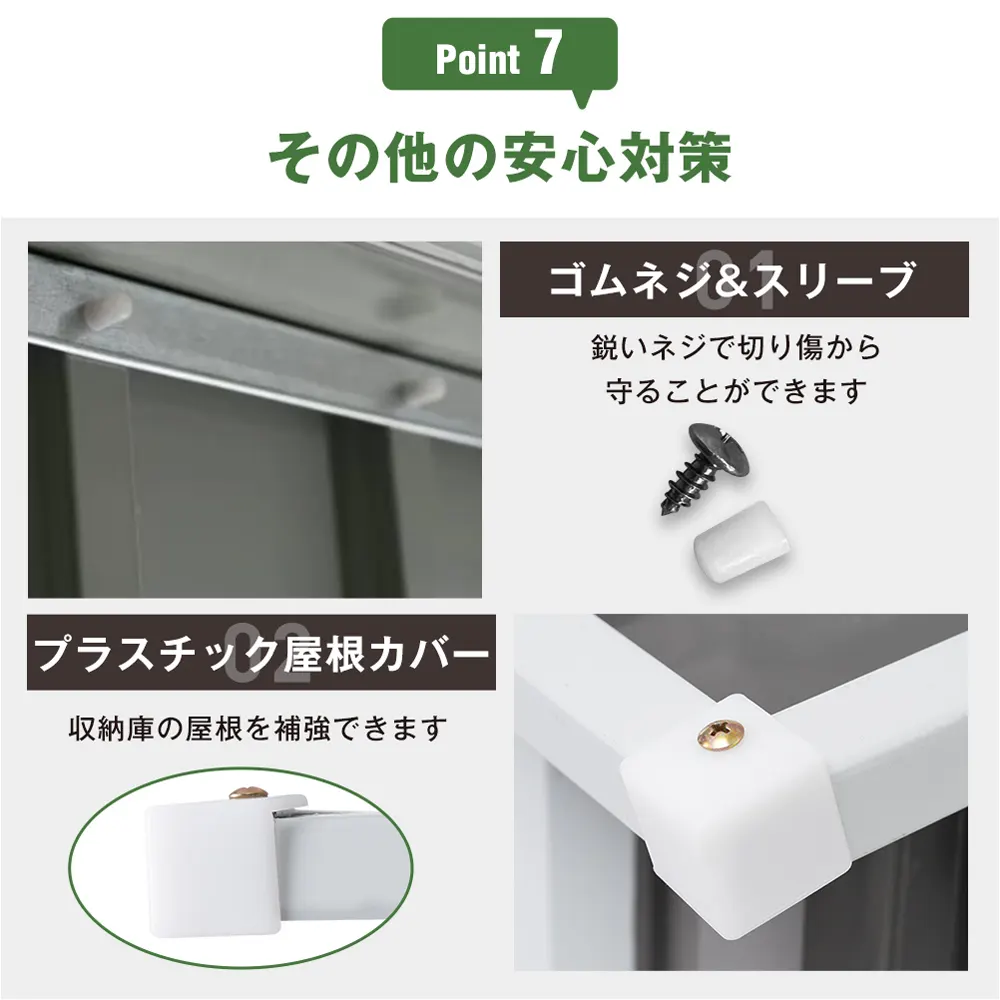 Point 7
その他の安心対策
01
ゴムネジ&スリーブ
鋭いネジで切り傷から
守ることができます
02
プラスチック屋根カバー
収納庫の屋根を補強できます